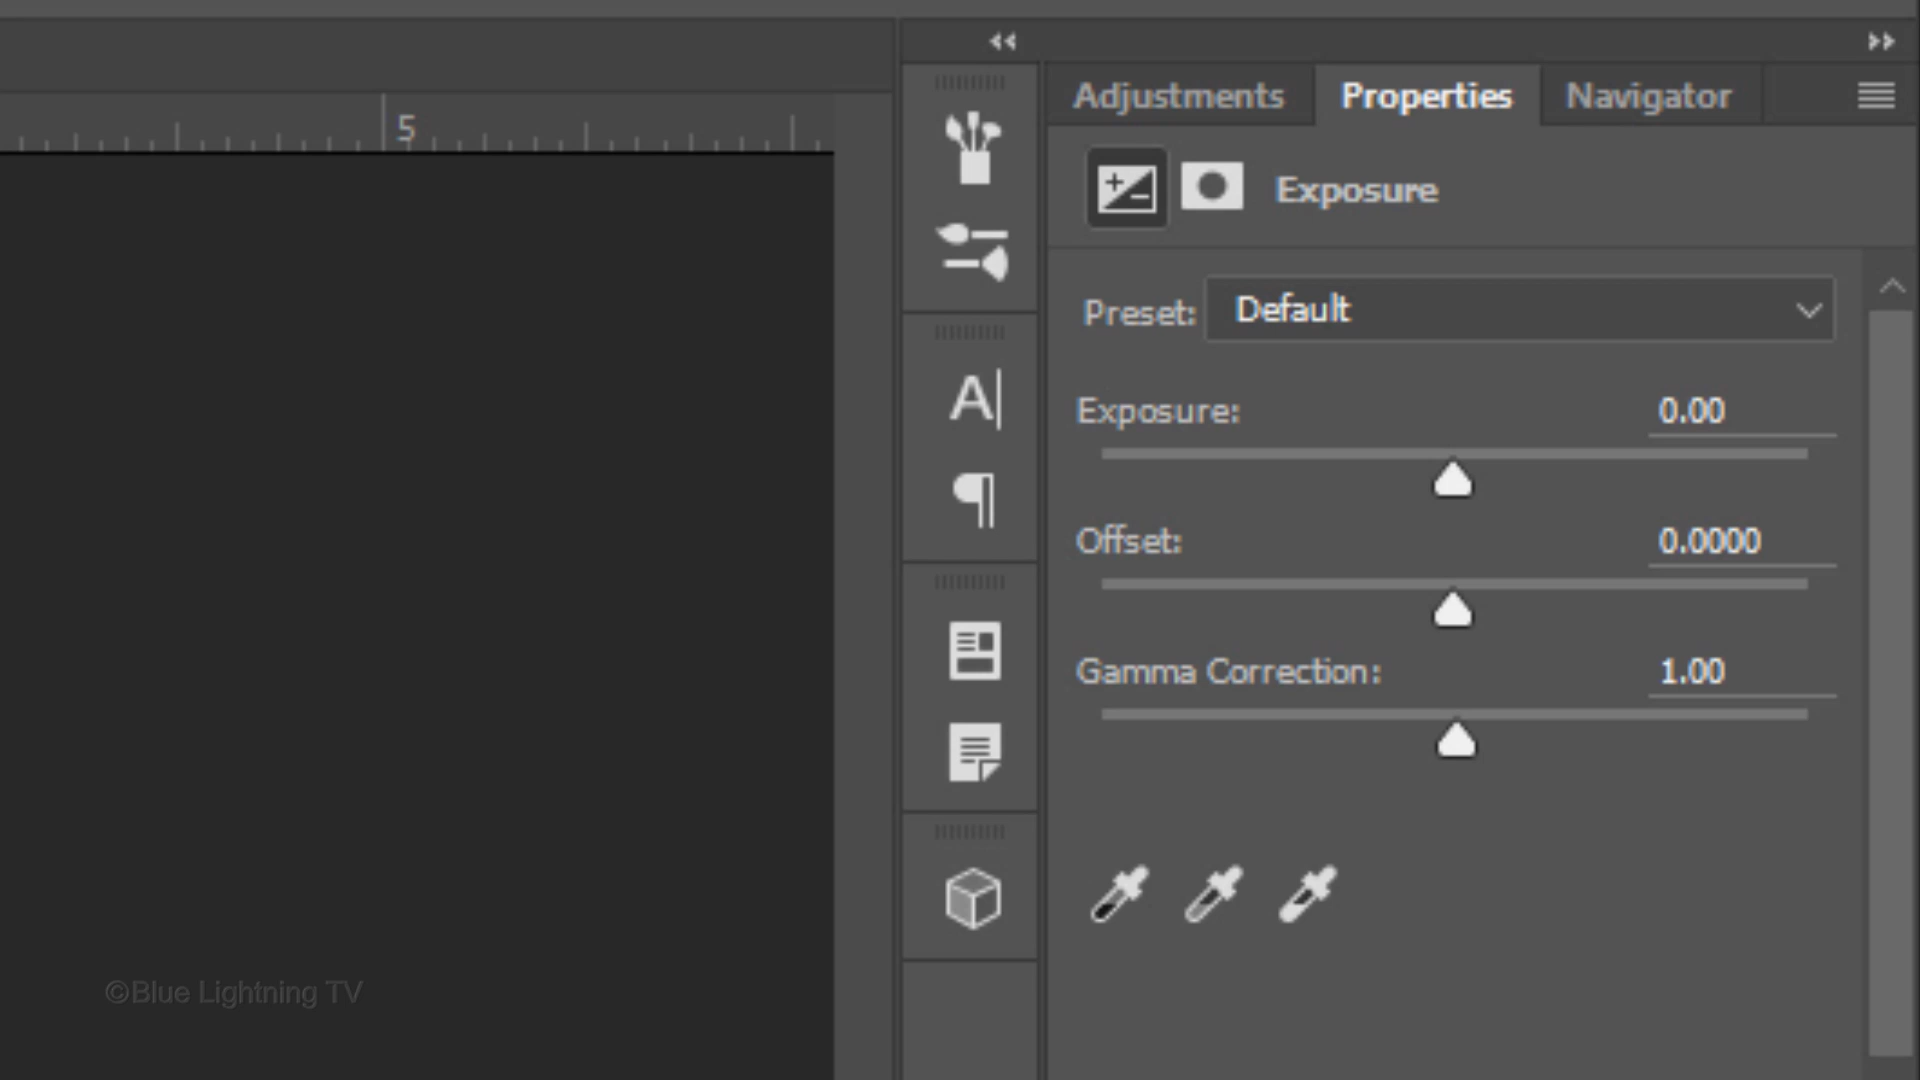 Adjustments Properties Navigator
5
Exposure
Preset: Default
Exposure: 0.00
Offset: 0.0000
Gamma Correction: 1.00
©Blue Lightning TV